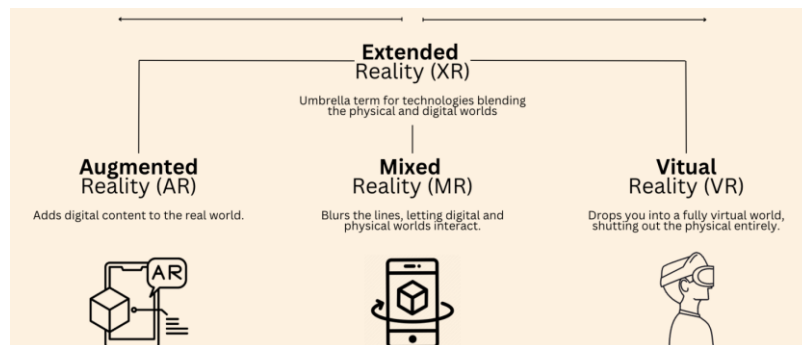 Extended
Reality (XR)
Umbrella term for technologies blending
the physical and digital worlds
Augmented
Reality (AR)
Adds digital content to the real world.
Mixed
Reality (MR)
Blurs the lines, letting digital and
physical worlds interact.
Vitual
Reality (VR)
Drops you into a fully virtual world,
shutting out the physical entirely.
AR